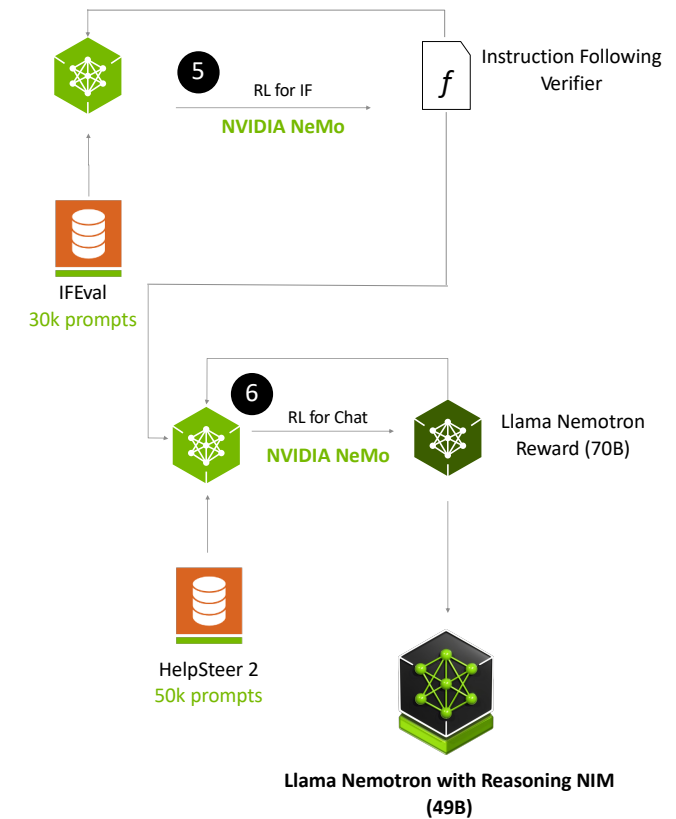 5
RL for IF
NVIDIA NeMo
f
Instruction Following
Verifier
IFEval
30k prompts
6
RL for Chat
NVIDIA NeMo
Llama Nemotron
Reward (70B)
HelpSteer 2
50k prompts
Llama Nemotron with Reasoning NIM
(49B)